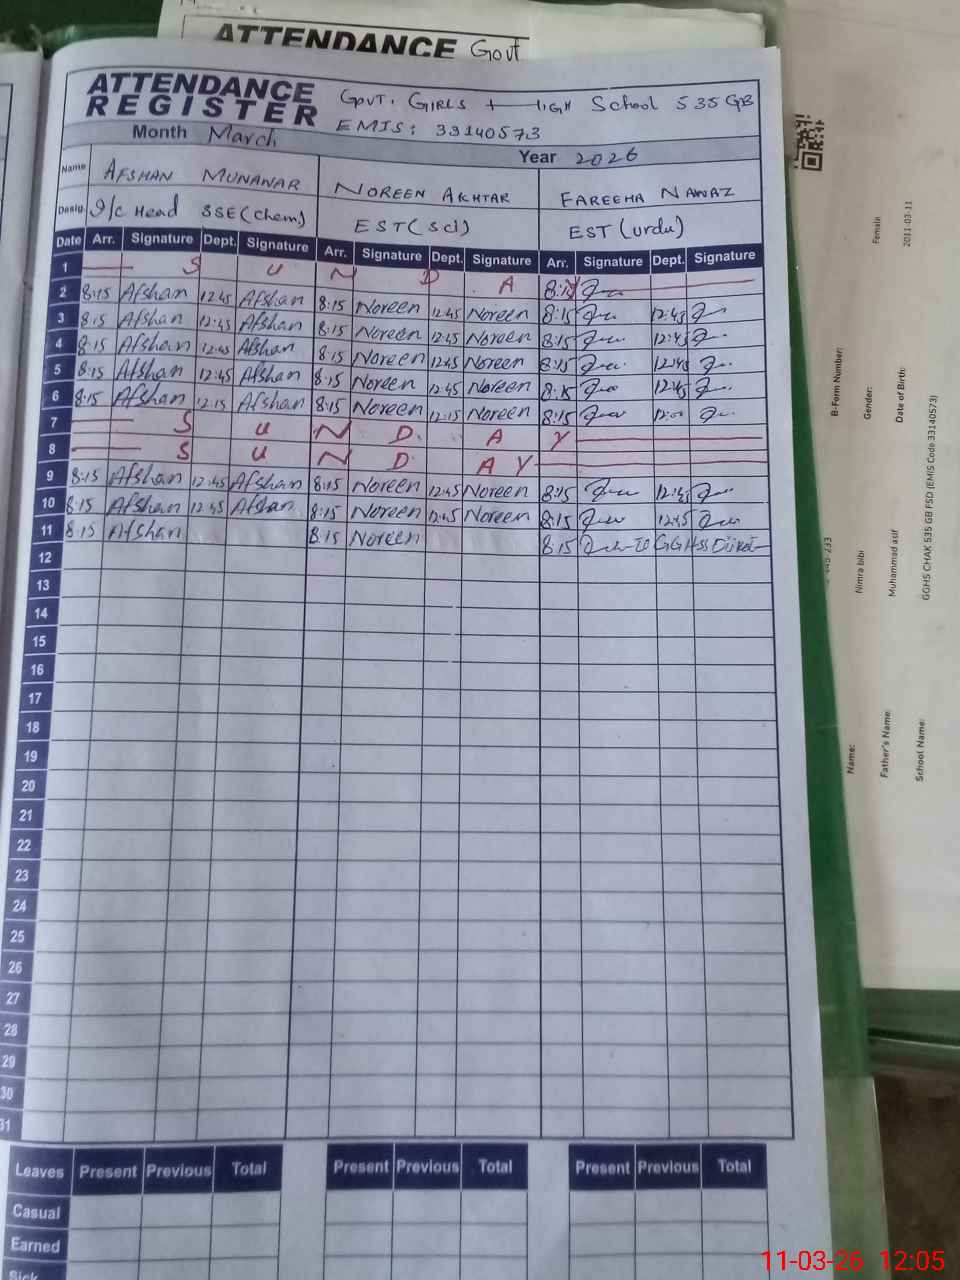 ATTENDANCE Govt
ATTENDANCE
REGISTER
GOVT. GIRLS HIGH School 535 GB
EMIS: 33140573
Month March
Year 2026
Name AFSHAN MUNAWAR NOREEN AKHTAR FAREEHA NAWAZ
Desig. I/C Head SSE (Chem) EST (Sci) EST (urdu)
Date Arr. Signature Dept. Signature Arr. Signature Dept. Signature Arr. Signature Dept. Signature
1 S U N D A Y
2 8:15 Afshan 12:45 Afshan 8:15 Noreen 12:45 Noreen 8:15
3 8:15 Afshan 12:45 Afshan 8:15 Noreen 12:45 Noreen 8:15 12:45
4 8:15 Afshan 12:45 Afshan 8:15 Noreen 12:45 Noreen 8:15 12:45
5 8:15 Afshan 12:45 Afshan 8:15 Noreen 12:45 Noreen 8:15 12:45
6 8:15 Afshan 12:15 Afshan 8:15 Noreen 12:15 Noreen 8:15
7 S U N D A Y
8 S U N D A Y
9 8:15 Afshan 12:45 Afshan 8:15 Noreen 12:45 Noreen 8:15 12:45
10 8:15 Afshan 12:45 Afshan 8:15 Noreen 12:45 Noreen 8:15 12:45
11 8:15 Afshan 8:15 Noreen 8:15 GGHSS
12
13
14
15
16
17
18
19
20
21
22
23
24
25
26
27
28
29
30
31
Leaves Present Previous Total Present Previous Total Present Previous Total
Casual
Earned
Sick
Name: Nimra bibi B-Form Number:
Father's Name: Muhammad asif Gender: Female
School Name: GGHS CHAK 535 GB FSD (EMIS Code 33140573) Date of Birth: 2011-03-11
11-03-26 12:05